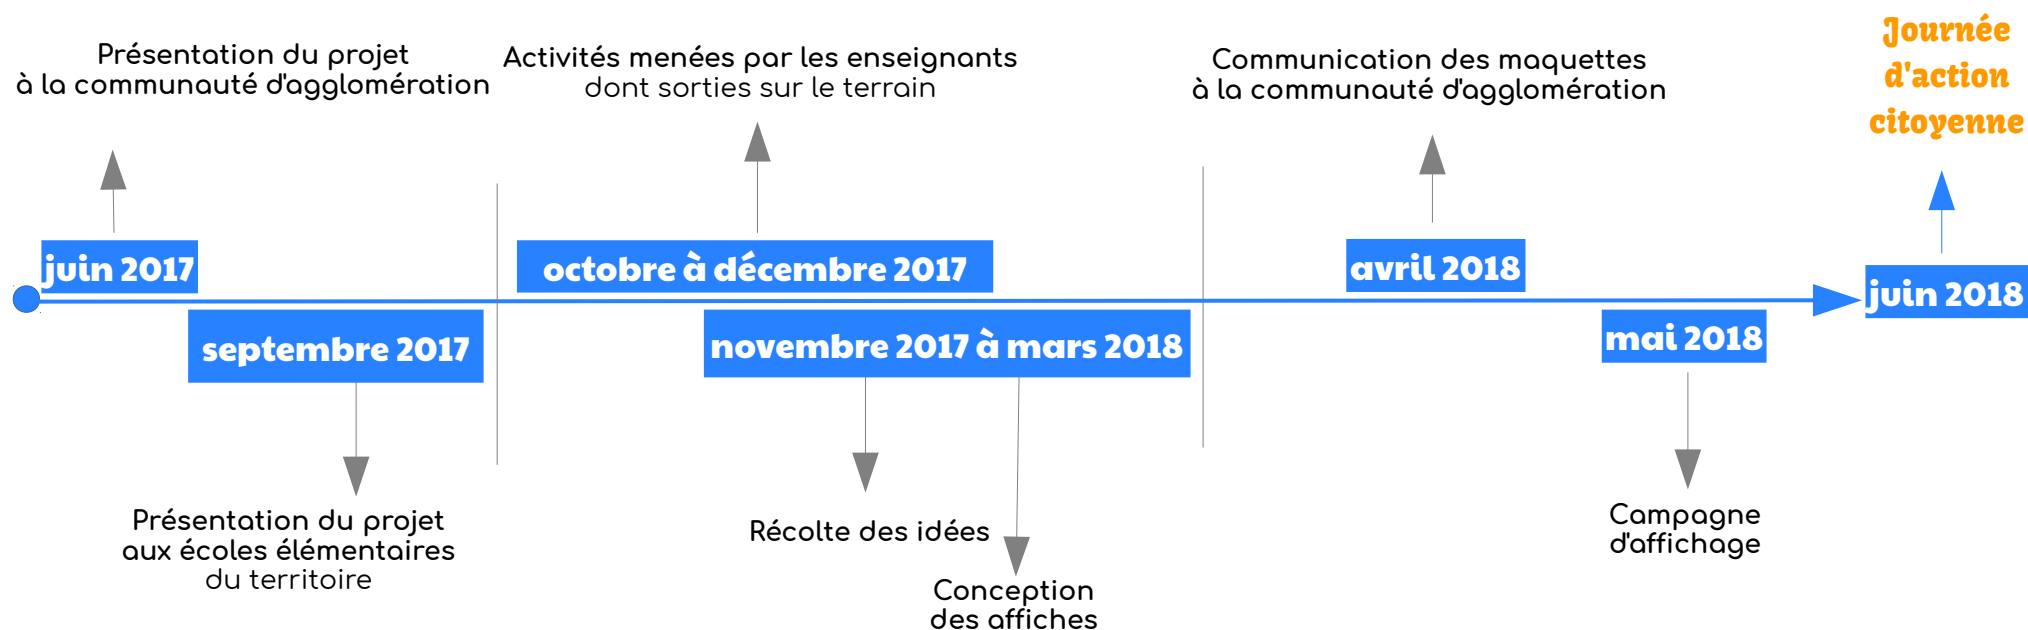 Présentation du projet
à la communauté d'agglomération
juin 2017
septembre 2017
Présentation du projet
aux écoles élémentaires
du territoire
Activités menées par les enseignants
dont sorties sur le terrain
octobre à décembre 2017
novembre 2017 à mars 2018
Récolte des idées
Conception
des affiches
Communication des maquettes
à la communauté d'agglomération
avril 2018
mai 2018
Campagne
d'affichage
Journée
d'action
citoyenne
juin 2018